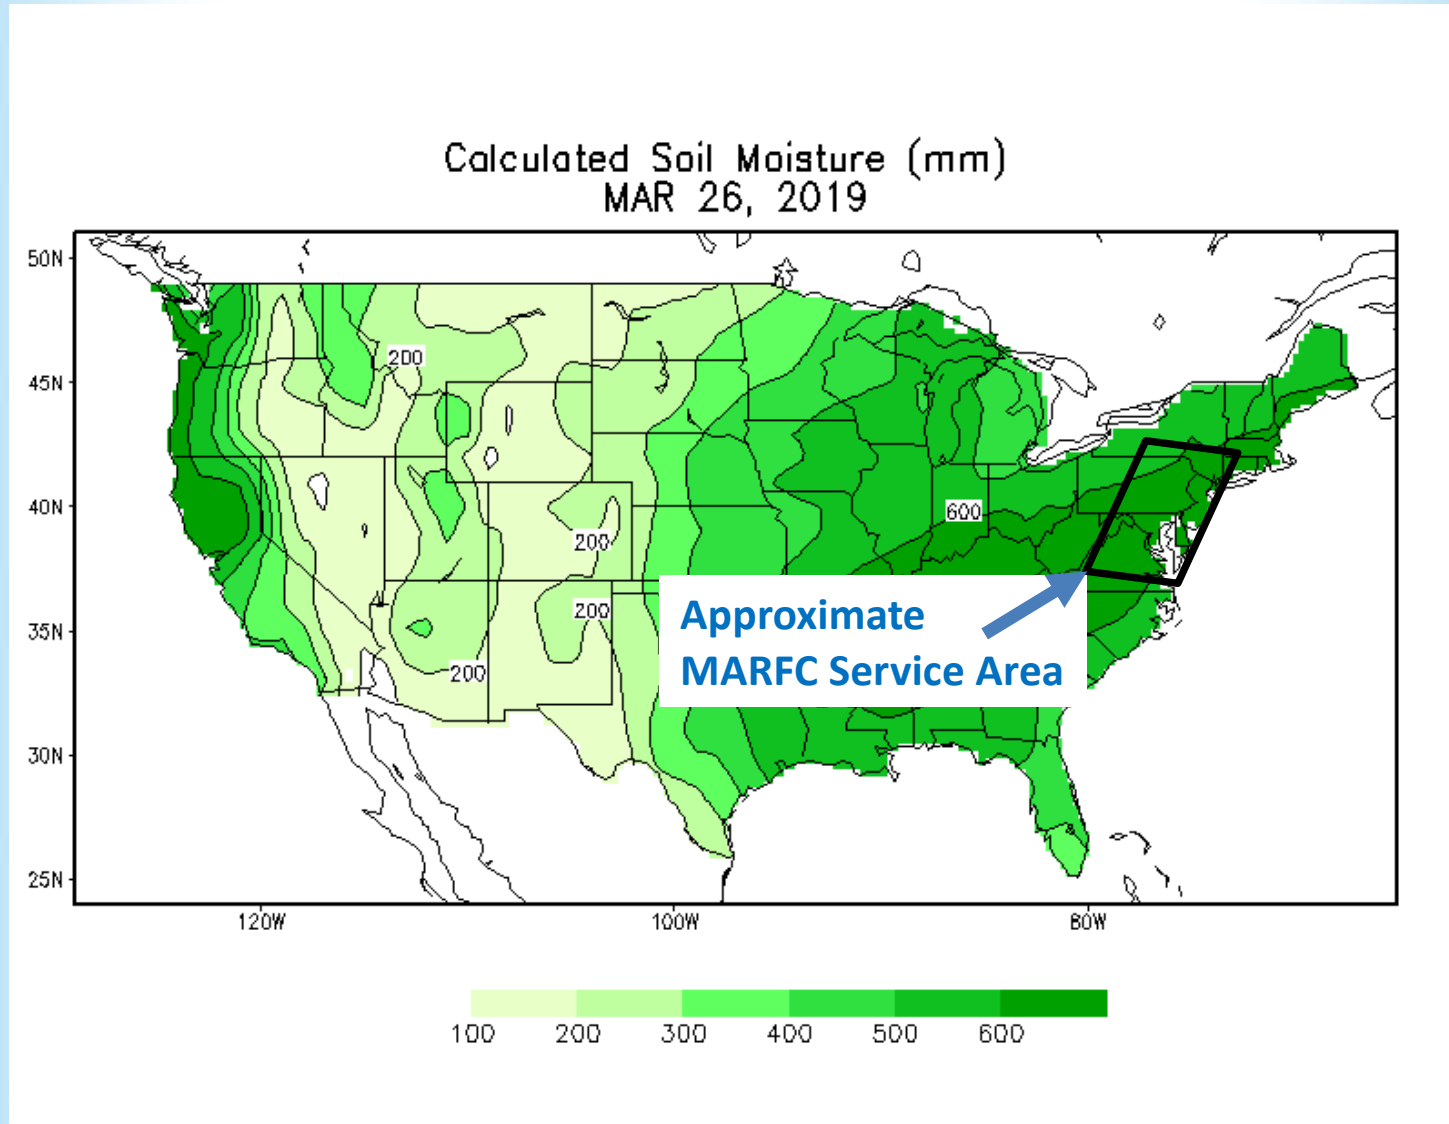 Calculated Soil Moisture (mm)
MAR 26, 2019
50N
45N
40N
35N
30N
25N
200
600
200
200
200
Approximate
MARFC Service Area
120W 100W 80W
100 200 300 400 500 600